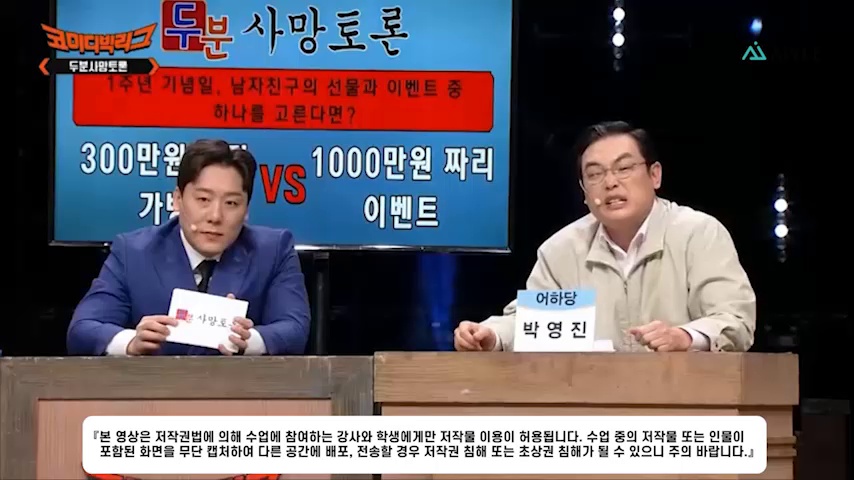 코미디빅리그
두분사망토론
두분 사망토론
1주년 기념일, 남자친구의 선물과 이벤트 중
하나를 고른다면?
300만원
VS
1000만원 짜리
이벤트
두분 사망토론
어하당
박영진
『본 영상은 저작권법에 의해 수업에 참여하는 강사와 학생에게만 저작물 이용이 허용됩니다. 수업 중의 저작물 또는 인물이
포함된 화면을 무단 캡처하여 다른 공간에 배포, 전송할 경우 저작권 침해 또는 초상권 침해가 될 수 있으니 주의 바랍니다.』